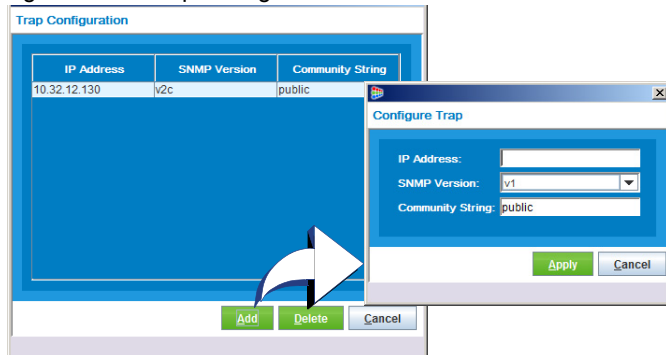 Trap Configuration
IP Address SNMP Version Community String
10.32.12.130 v2c public
Add Delete Cancel
Configure Trap
IP Address:
SNMP Version: v1
Community String: public
Apply Cancel